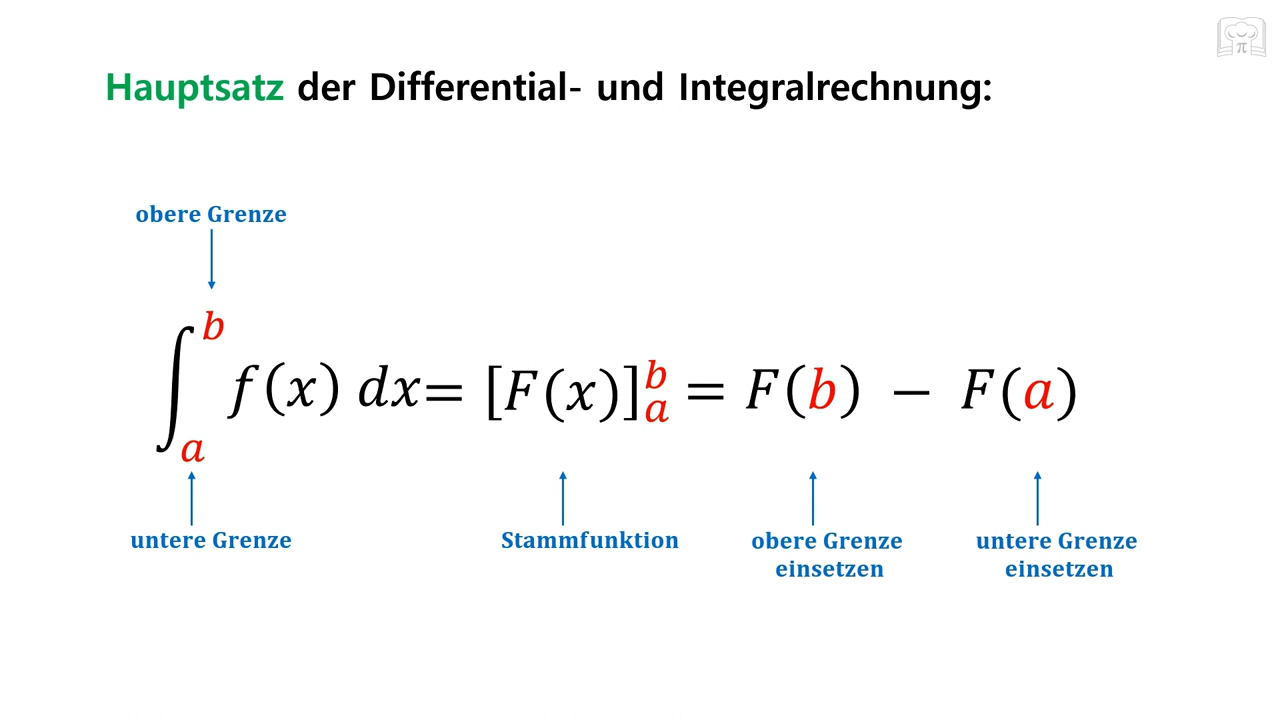 Hauptsatz der Differential- und Integralrechnung:
obere Grenze
∫_a^b f(x) dx = [F(x)]_a^b = F(b) − F(a)
untere Grenze
Stammfunktion
obere Grenze
einsetzen
untere Grenze
einsetzen
π